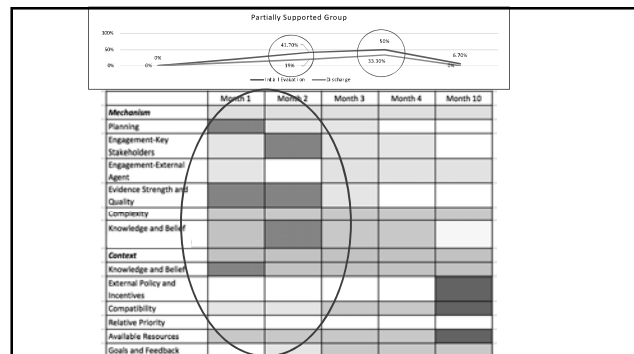 Partially Supported Group
100%
50%
0%
0%
0%
41.70%
19%
50%
33.30%
6.70%
0%
Initial Evaluation
Discharge
Month 1 Month 2 Month 3 Month 4 Month 10
Mechanism
Planning
Engagement-Key
Stakeholders
Engagement-External
Agent
Evidence Strength and
Quality
Complexity
Knowledge and Belief
Context
Knowledge and Belief
External Policy and
Incentives
Compatibility
Relative Priority
Available Resources
Goals and Feedback